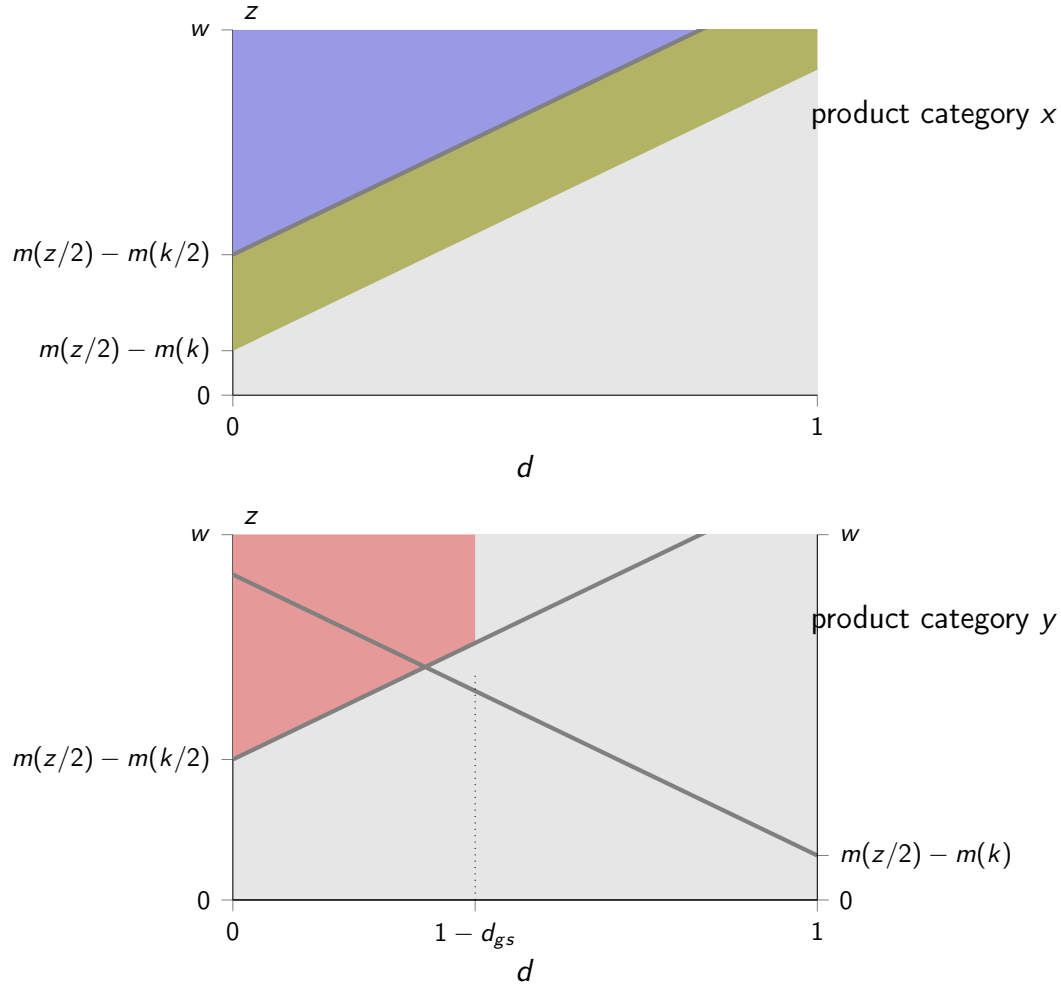 z
w
product category x
m(z/2) − m(k/2)
m(z/2) − m(k)
0
0 1
d
z
w w
product category y
m(z/2) − m(k/2)
m(z/2) − m(k)
0 0
0 1 − d_gs 1
d